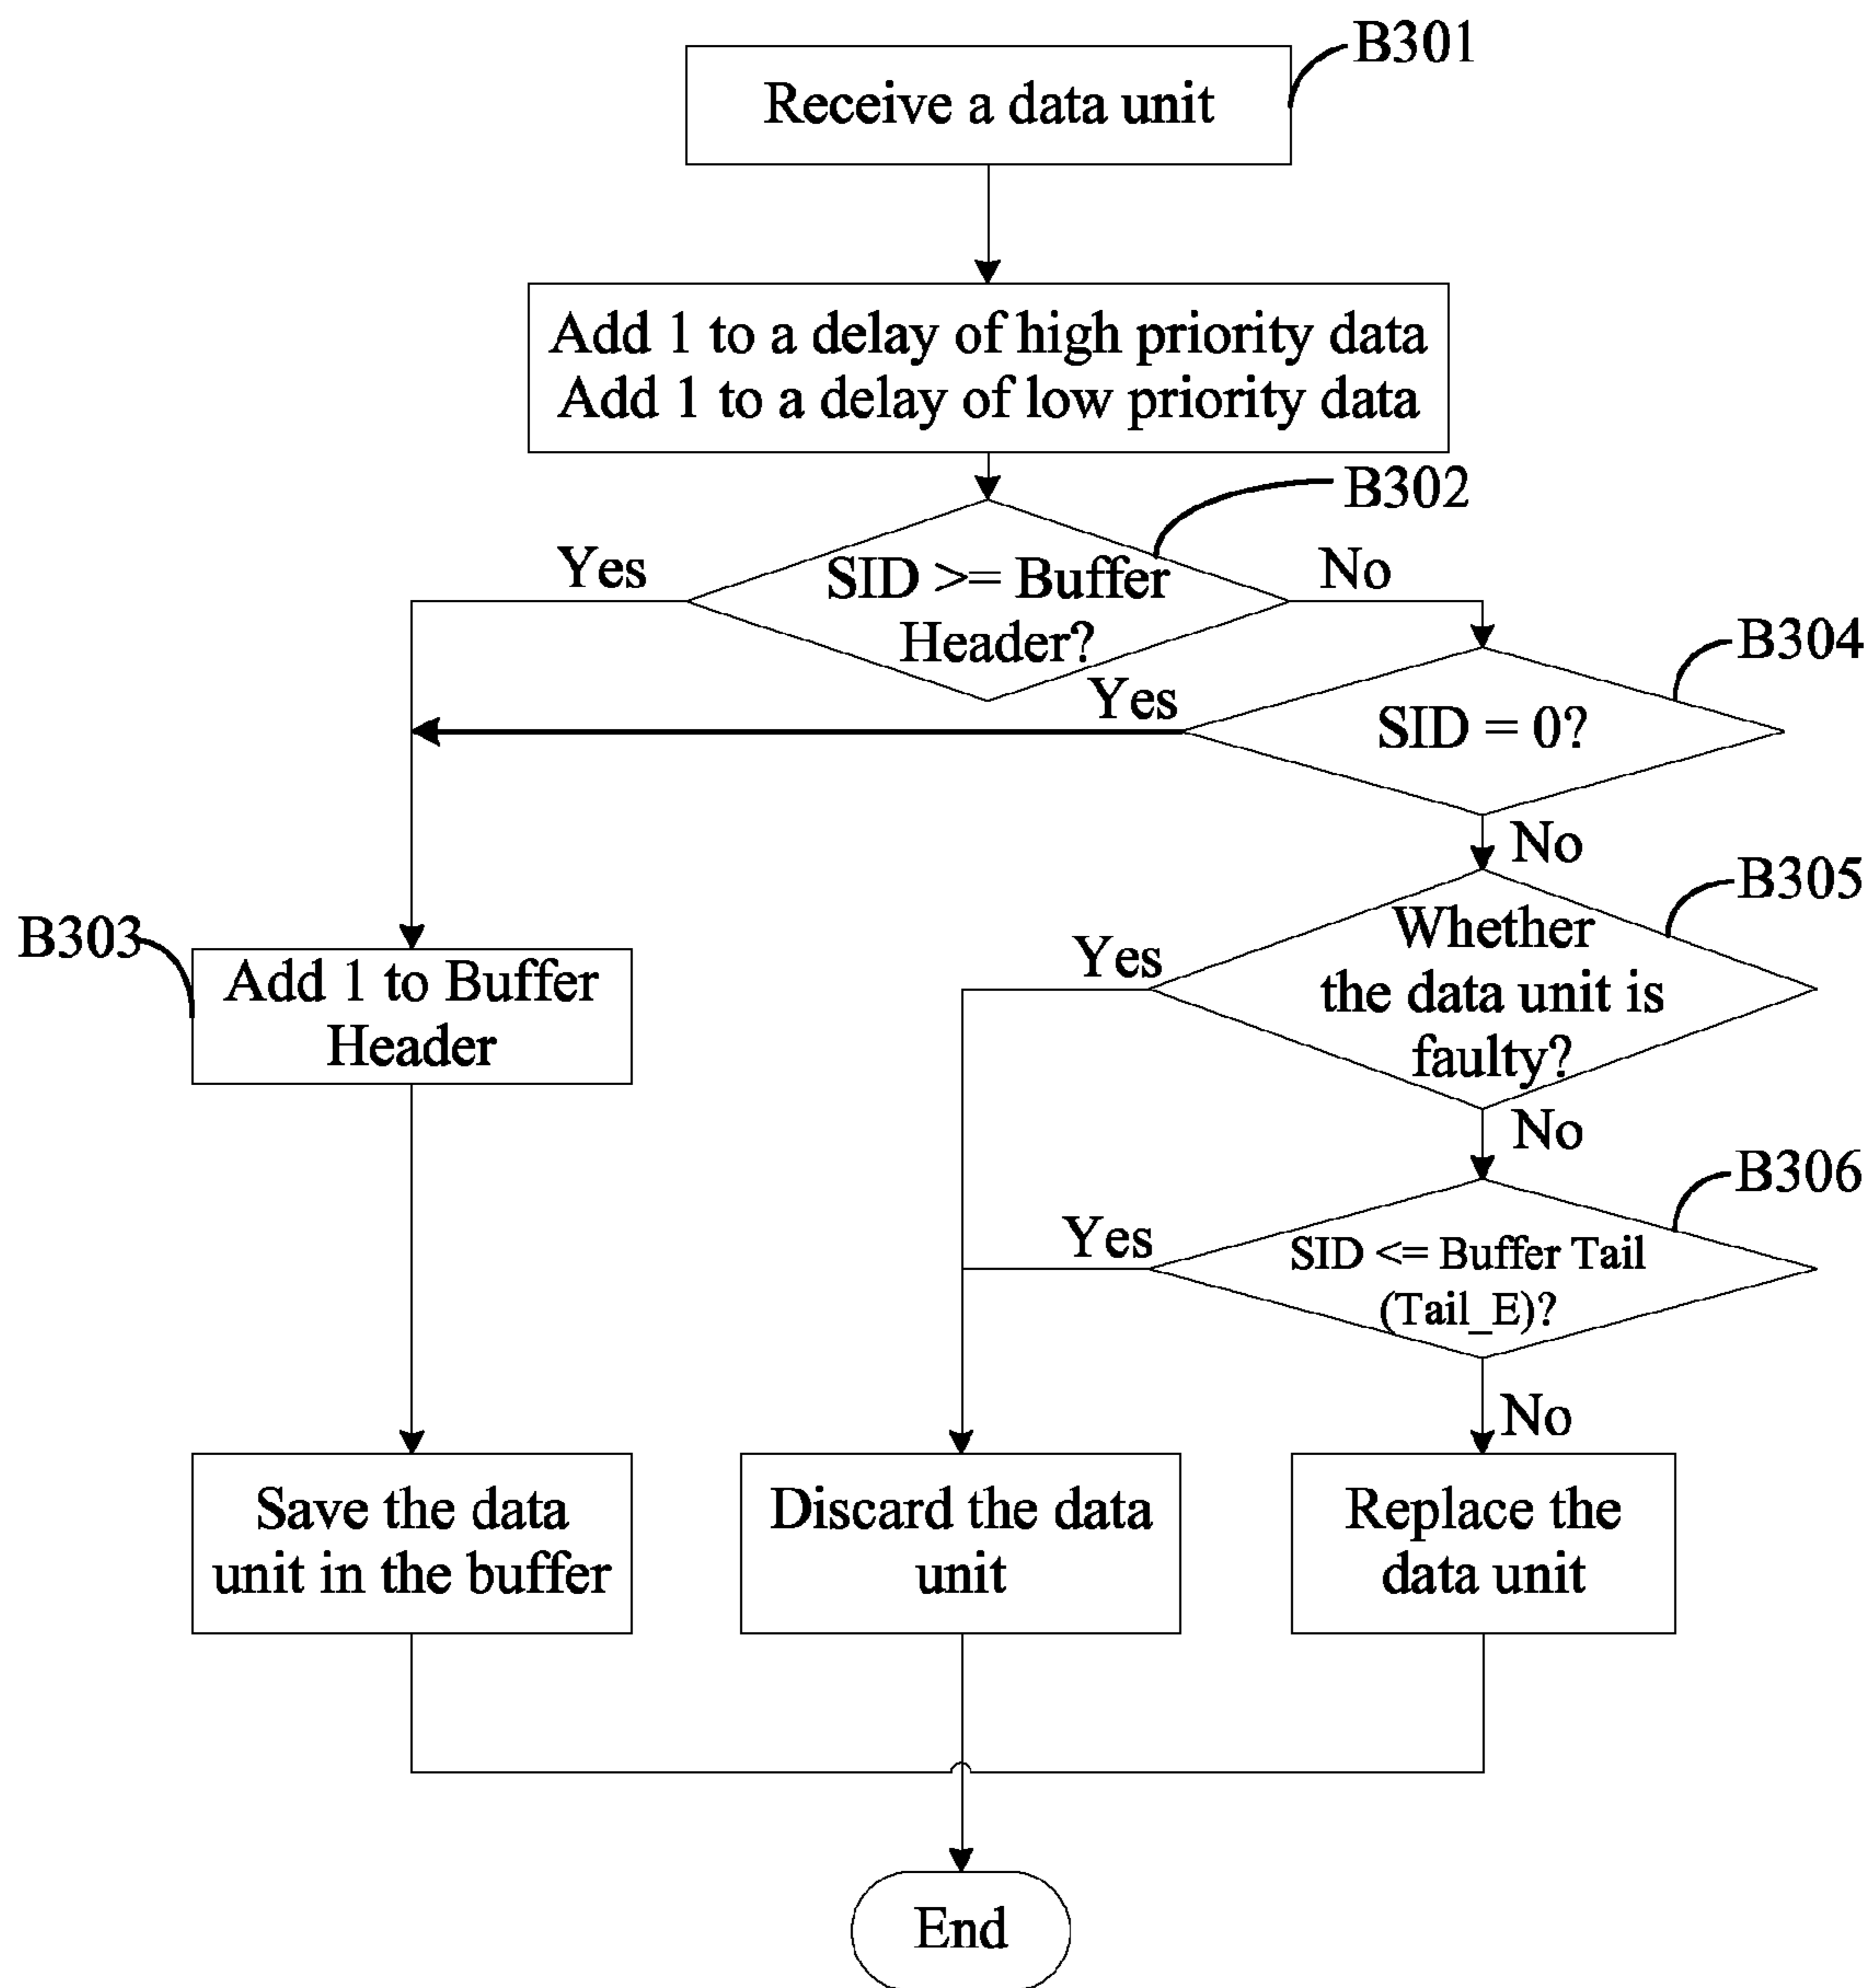 B301
Receive a data unit
Add 1 to a delay of high priority data
Add 1 to a delay of low priority data
B302
Yes
SID >= Buffer
Header?
No
B304
Yes
SID = 0?
No
B305
B303
Add 1 to Buffer
Header
Yes
Whether
the data unit is
faulty?
No
B306
Yes
SID <= Buffer Tail
(Tail_E)?
No
Save the data
unit in the buffer
Discard the data
unit
Replace the
data unit
End